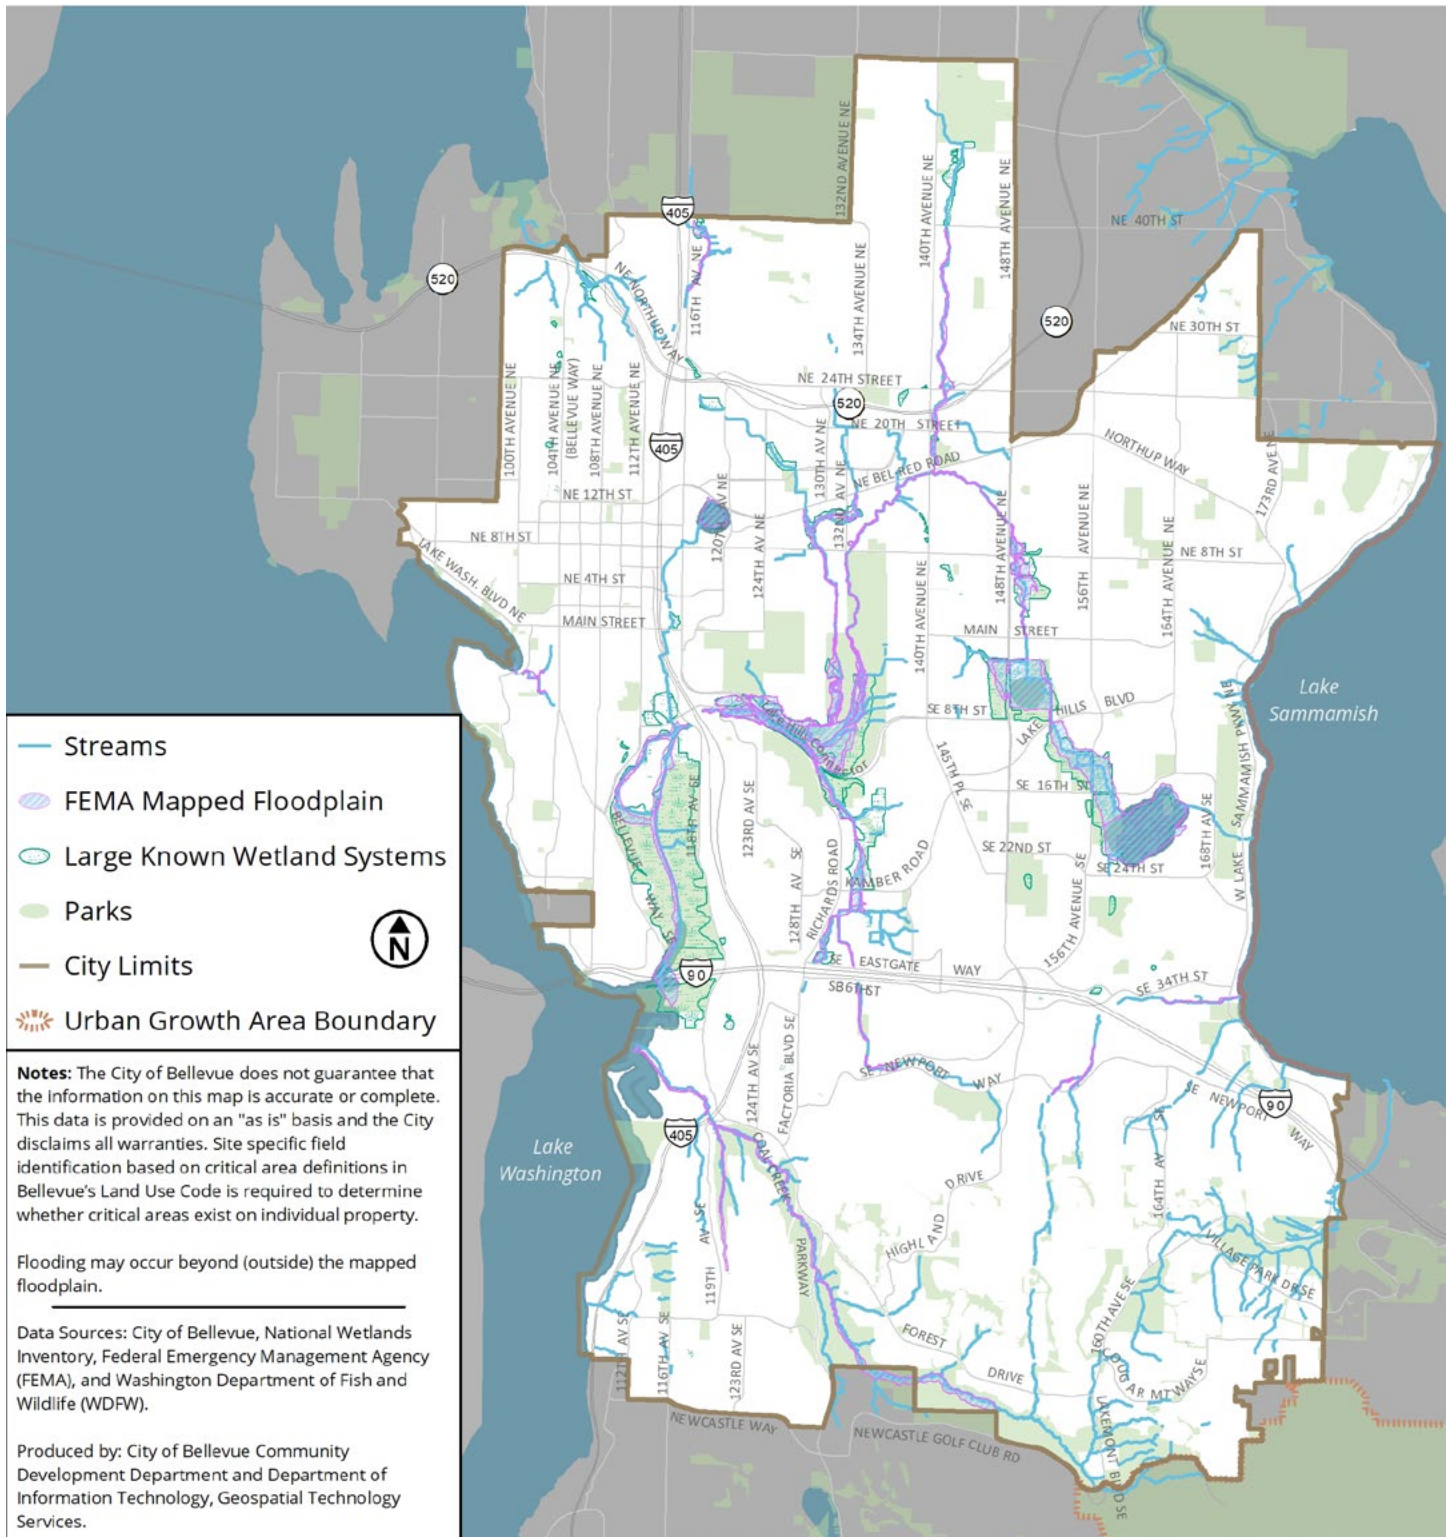 132ND AVENUE NE
140TH AVENUE NE
148TH AVENUE NE
NE 40TH ST
405
520
NE NORTHUP WAY
116TH AV NE
134TH AVENUE NE
520
NE 30TH ST
NE 24TH STREET
520
NE 20TH STREET
100TH AVENUE NE
104TH AVENUE NE
(BELLEVUE WAY)
108TH AVENUE NE
112TH AVENUE NE
405
130TH AV NE
132ND AV NE
NE BEL RED ROAD
NORTHUP WAY
173RD AVE NE
NE 12TH ST
120TH AV NE
124TH AV NE
NE 8TH ST
148TH AVENUE NE
156TH AVENUE NE
164TH AVENUE NE
NE 8TH ST
LAKE WASH. BLVD NE
NE 4TH ST
MAIN STREET
140TH AVENUE NE
MAIN STREET
Lake
Sammamish
W LAKE SAMMAMISH PKWY NE
SE 8TH ST
LAKE HILLS BLVD
Lake Hills Connector
145TH PL SE
SE 16TH ST
118TH AV SE
123RD AV SE
BELLEVUE WAY SE
128TH AV SE
RICHARDS ROAD
KAMBER ROAD
SE 22ND ST
SE 24TH ST
156TH AVENUE SE
168TH AV SE
90
SE EASTGATE WAY
SE 34TH ST
124TH AV SE
FACTORIA BLVD SE
SE NEWPORT WAY
SE NEWPORT WAY
90
405
Lake
Washington
COAL CREEK PARKWAY
119TH AV SE
HIGHLAND DRIVE
164TH AV SE
VILLAGE PARK DR SE
160TH AVE SE
112TH AV SE
116TH AV SE
123RD AV SE
FOREST DRIVE
COUGAR MT WAY SE
LAKEMONT BLVD SE
NEWCASTLE WAY
NEWCASTLE GOLF CLUB RD
Streams
FEMA Mapped Floodplain
Large Known Wetland Systems
Parks
N
City Limits
Urban Growth Area Boundary
Notes: The City of Bellevue does not guarantee that
the information on this map is accurate or complete.
This data is provided on an "as is" basis and the City
disclaims all warranties. Site specific field
identification based on critical area definitions in
Bellevue's Land Use Code is required to determine
whether critical areas exist on individual property.
Flooding may occur beyond (outside) the mapped
floodplain.
Data Sources: City of Bellevue, National Wetlands
Inventory, Federal Emergency Management Agency
(FEMA), and Washington Department of Fish and
Wildlife (WDFW).
Produced by: City of Bellevue Community
Development Department and Department of
Information Technology, Geospatial Technology
Services.